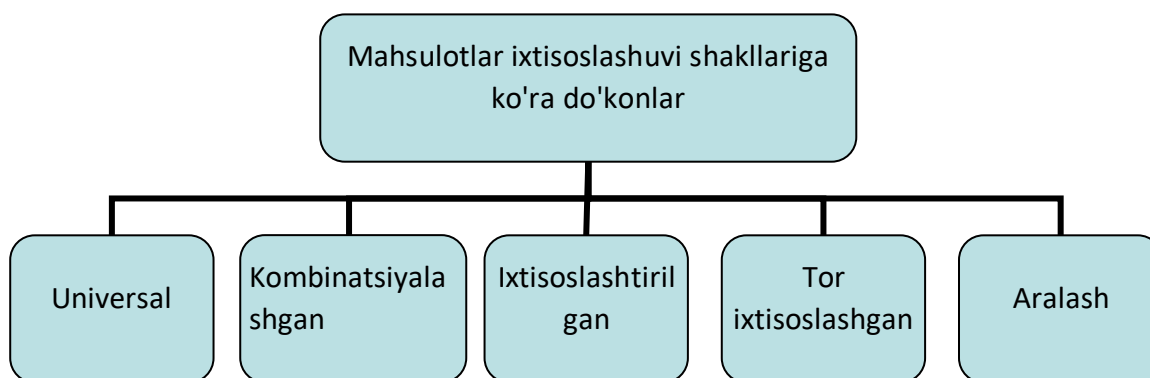 Mahsulotlar ixtisoslashuvi shakllariga
ko'ra do'konlar
Universal
Kombinatsiyala
shgan
Ixtisoslashtiril
gan
Tor
ixtisoslashgan
Aralash